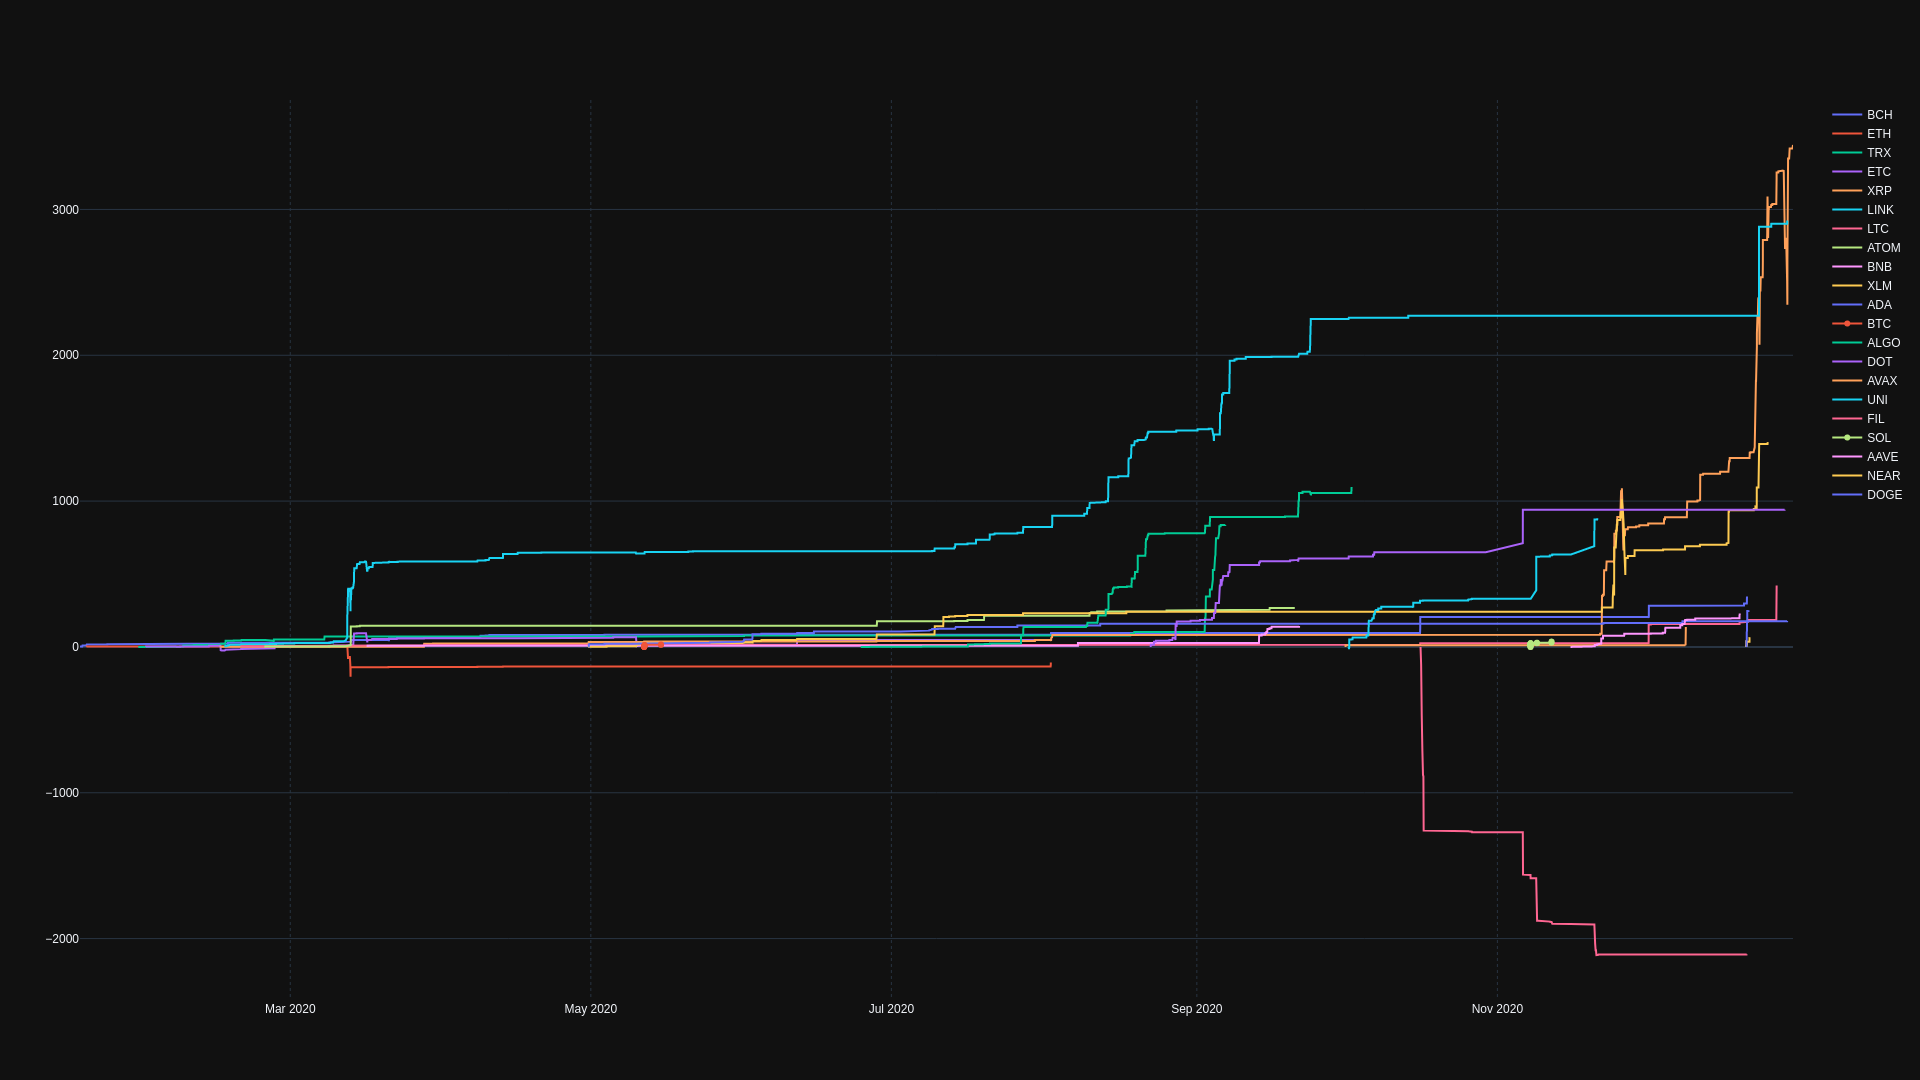 3000
2000
1000
0
−1000
−2000
Mar 2020
May 2020
Jul 2020
Sep 2020
Nov 2020
BCH
ETH
TRX
ETC
XRP
LINK
LTC
ATOM
BNB
XLM
ADA
BTC
ALGO
DOT
AVAX
UNI
FIL
SOL
AAVE
NEAR
DOGE